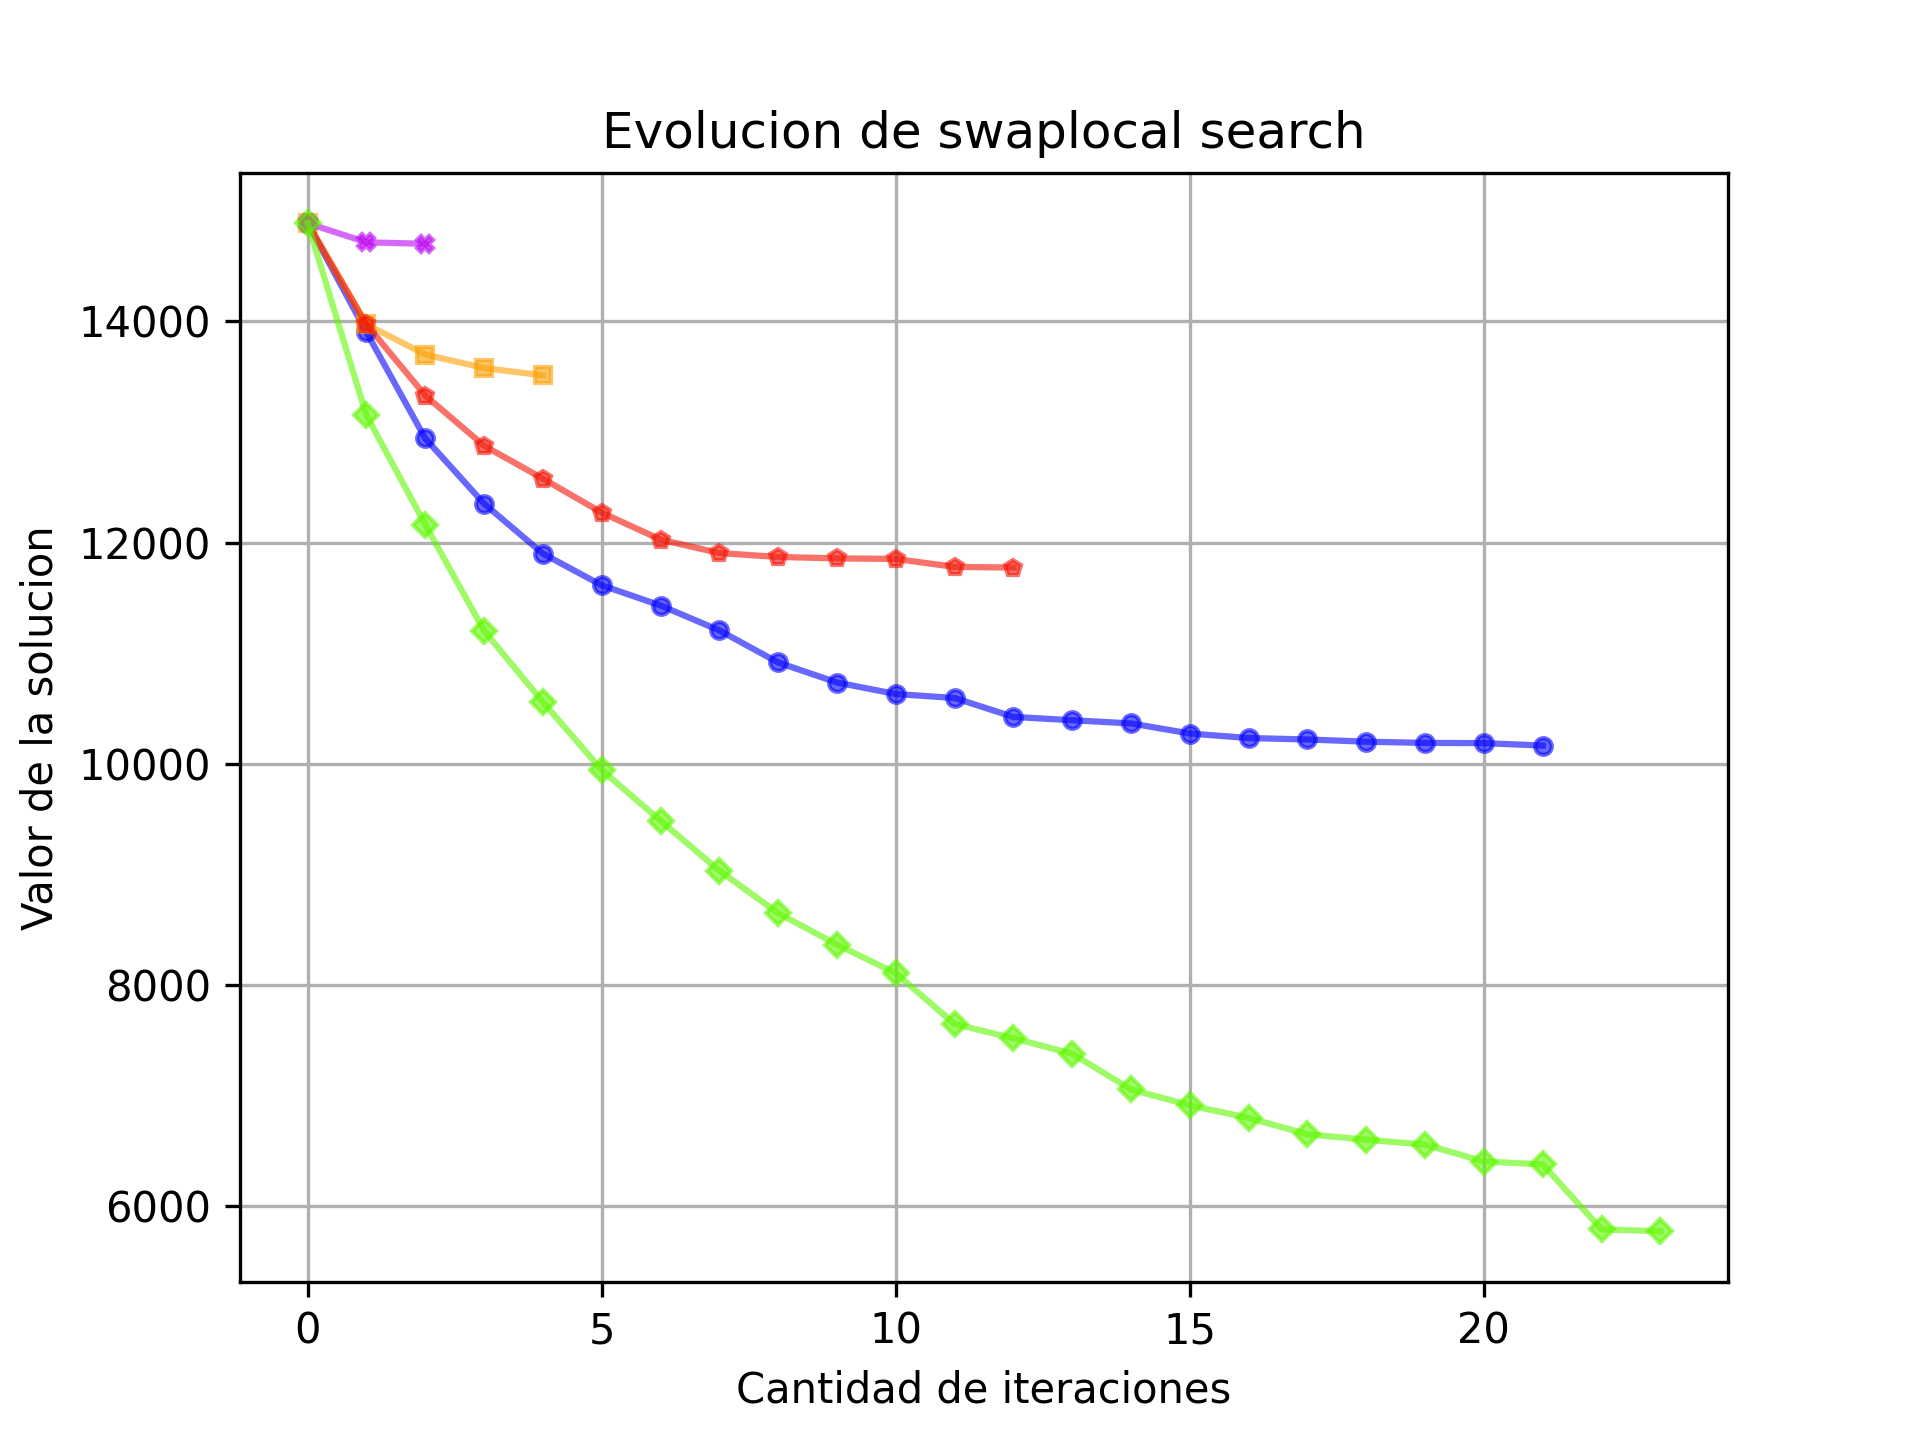 Evolucion de swaplocal search
Valor de la solucion
14000
12000
10000
8000
6000
0 5 10 15 20
Cantidad de iteraciones